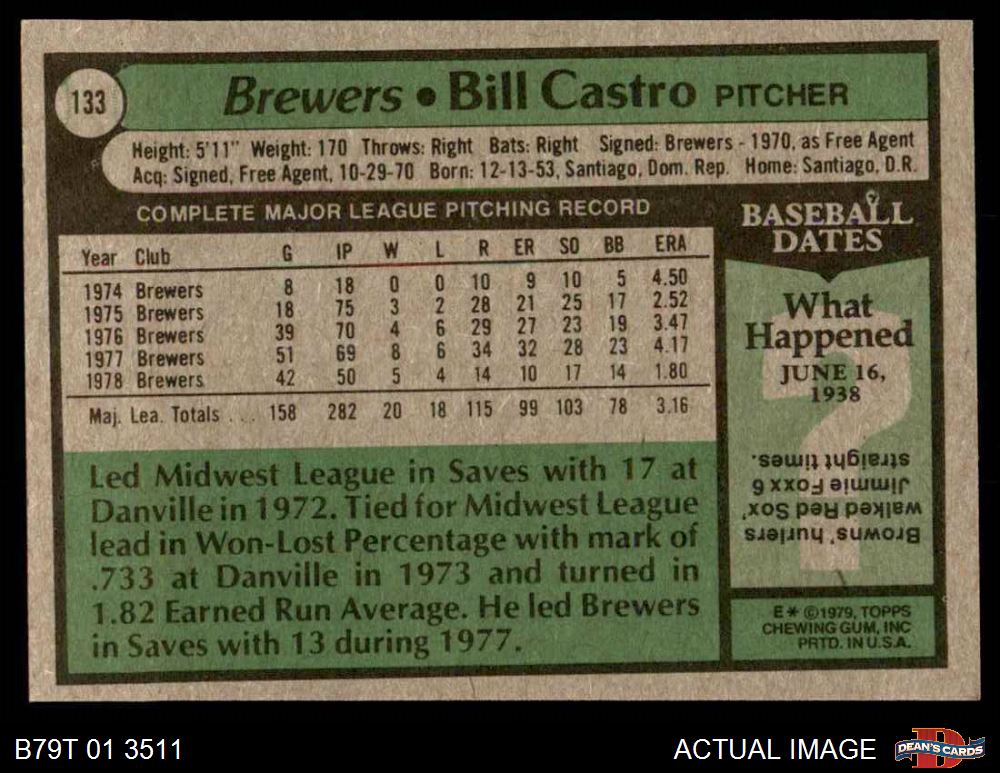 133
Brewers • Bill Castro PITCHER
Height: 5'11" Weight: 170 Throws: Right Bats: Right Signed: Brewers - 1970, as Free Agent
Acq: Signed, Free Agent, 10-29-70 Born: 12-13-53, Santiago, Dom. Rep. Home: Santiago, D.R.
COMPLETE MAJOR LEAGUE PITCHING RECORD
Year Club G IP W L R ER SO BB ERA
1974 Brewers 8 18 0 0 10 9 10 5 4.50
1975 Brewers 18 75 3 2 28 21 25 17 2.52
1976 Brewers 39 70 4 6 29 27 23 19 3.47
1977 Brewers 51 69 8 6 34 32 28 23 4.17
1978 Brewers 42 50 5 4 14 10 17 14 1.80
Maj. Lea. Totals . . . 158 282 20 18 115 99 103 78 3.16
Led Midwest League in Saves with 17 at
Danville in 1972. Tied for Midwest League
lead in Won-Lost Percentage with mark of
.733 at Danville in 1973 and turned in
1.82 Earned Run Average. He led Brewers
in Saves with 13 during 1977.
BASEBALL
DATES
What
Happened
JUNE 16,
1938
Browns' hurlers
walked Red Sox'
Jimmie Foxx 6
straight times.
E * ©1979, TOPPS
CHEWING GUM, INC
PRTD. IN U.S.A.
B79T 01 3511
ACTUAL IMAGE
D
DEAN'S CARDS